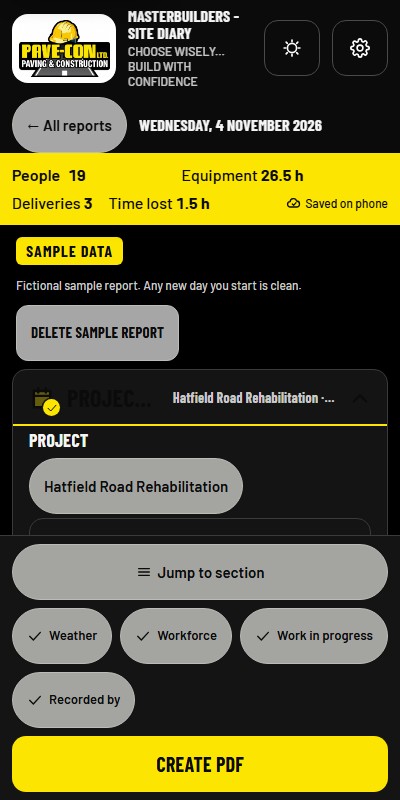 PAVE-CON LTD.
PAVING & CONSTRUCTION
MASTERBUILDERS -
SITE DIARY
CHOOSE WISELY...
BUILD WITH
CONFIDENCE
← All reports
WEDNESDAY, 4 NOVEMBER 2026
People 19
Equipment 26.5 h
Deliveries 3
Time lost 1.5 h
Saved on phone
SAMPLE DATA
Fictional sample report. Any new day you start is clean.
DELETE SAMPLE REPORT
PROJEC...
Hatfield Road Rehabilitation ·...
PROJECT
Hatfield Road Rehabilitation
Jump to section
Weather
Workforce
Work in progress
Recorded by
CREATE PDF